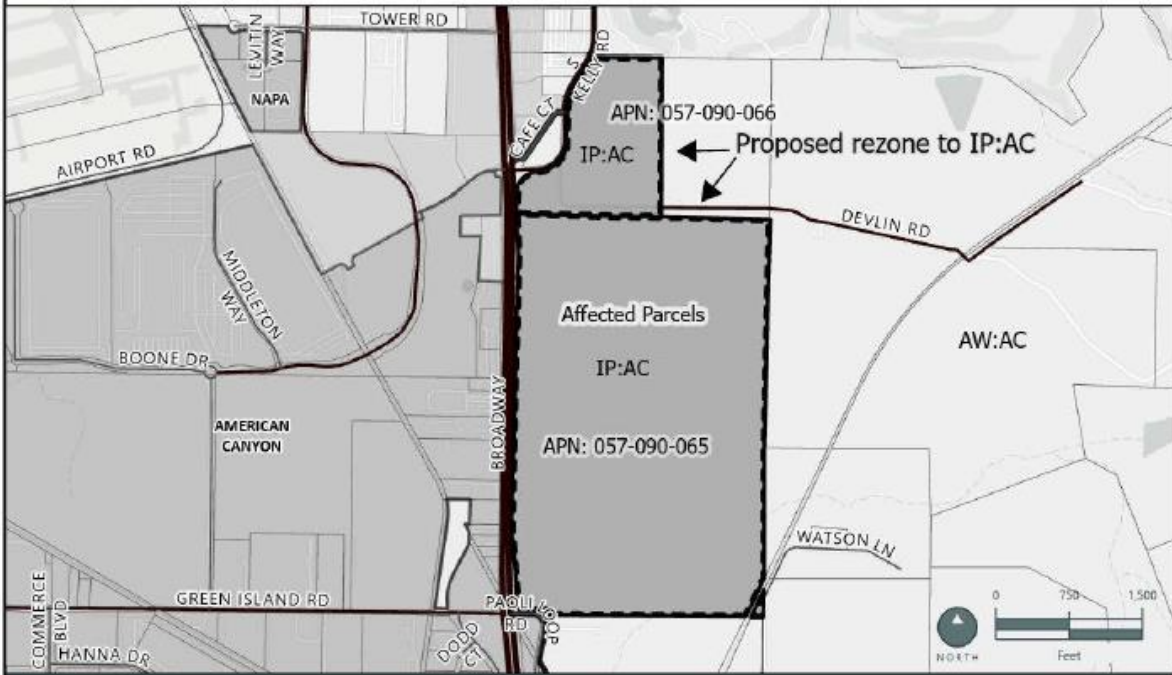 TOWER RD
LEVITIN
WAY
NAPA
S
KELLY RD
CAFE CT
APN: 057-090-066
IP:AC
Proposed rezone to IP:AC
AIRPORT RD
DEVLIN RD
MIDDLETON
WAY
Affected Parcels
IP:AC
AW:AC
BOONE DR
AMERICAN
CANYON
BROADWAY
APN: 057-090-065
WATSON LN
GREEN ISLAND RD
PAOLI LOOP
RD
COMMERCE
BLVD
HANNA DR
DODD
CT
NORTH
0 750 1,500
Feet